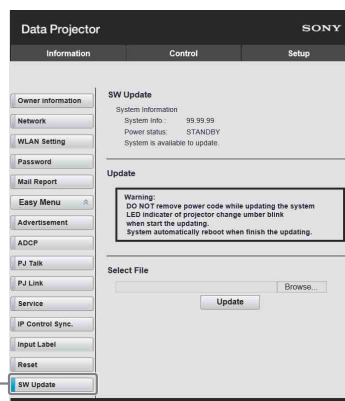 Data Projector
SONY
Information
Control
Setup
Owner information
Network
WLAN Setting
Password
Mail Report
Easy Menu
Advertisement
ADCP
PJ Talk
PJ Link
Service
IP Control Sync.
Input Label
Reset
SW Update
SW Update
System Information
System info.: 99.99.99
Power status: STANDBY
System is available to update.
Update
Warning:
DO NOT remove power code while updating the system
LED indicater of projector change umber blink
when start the updating.
System automatically reboot when finish the updating.
Select File
Browse...
Update